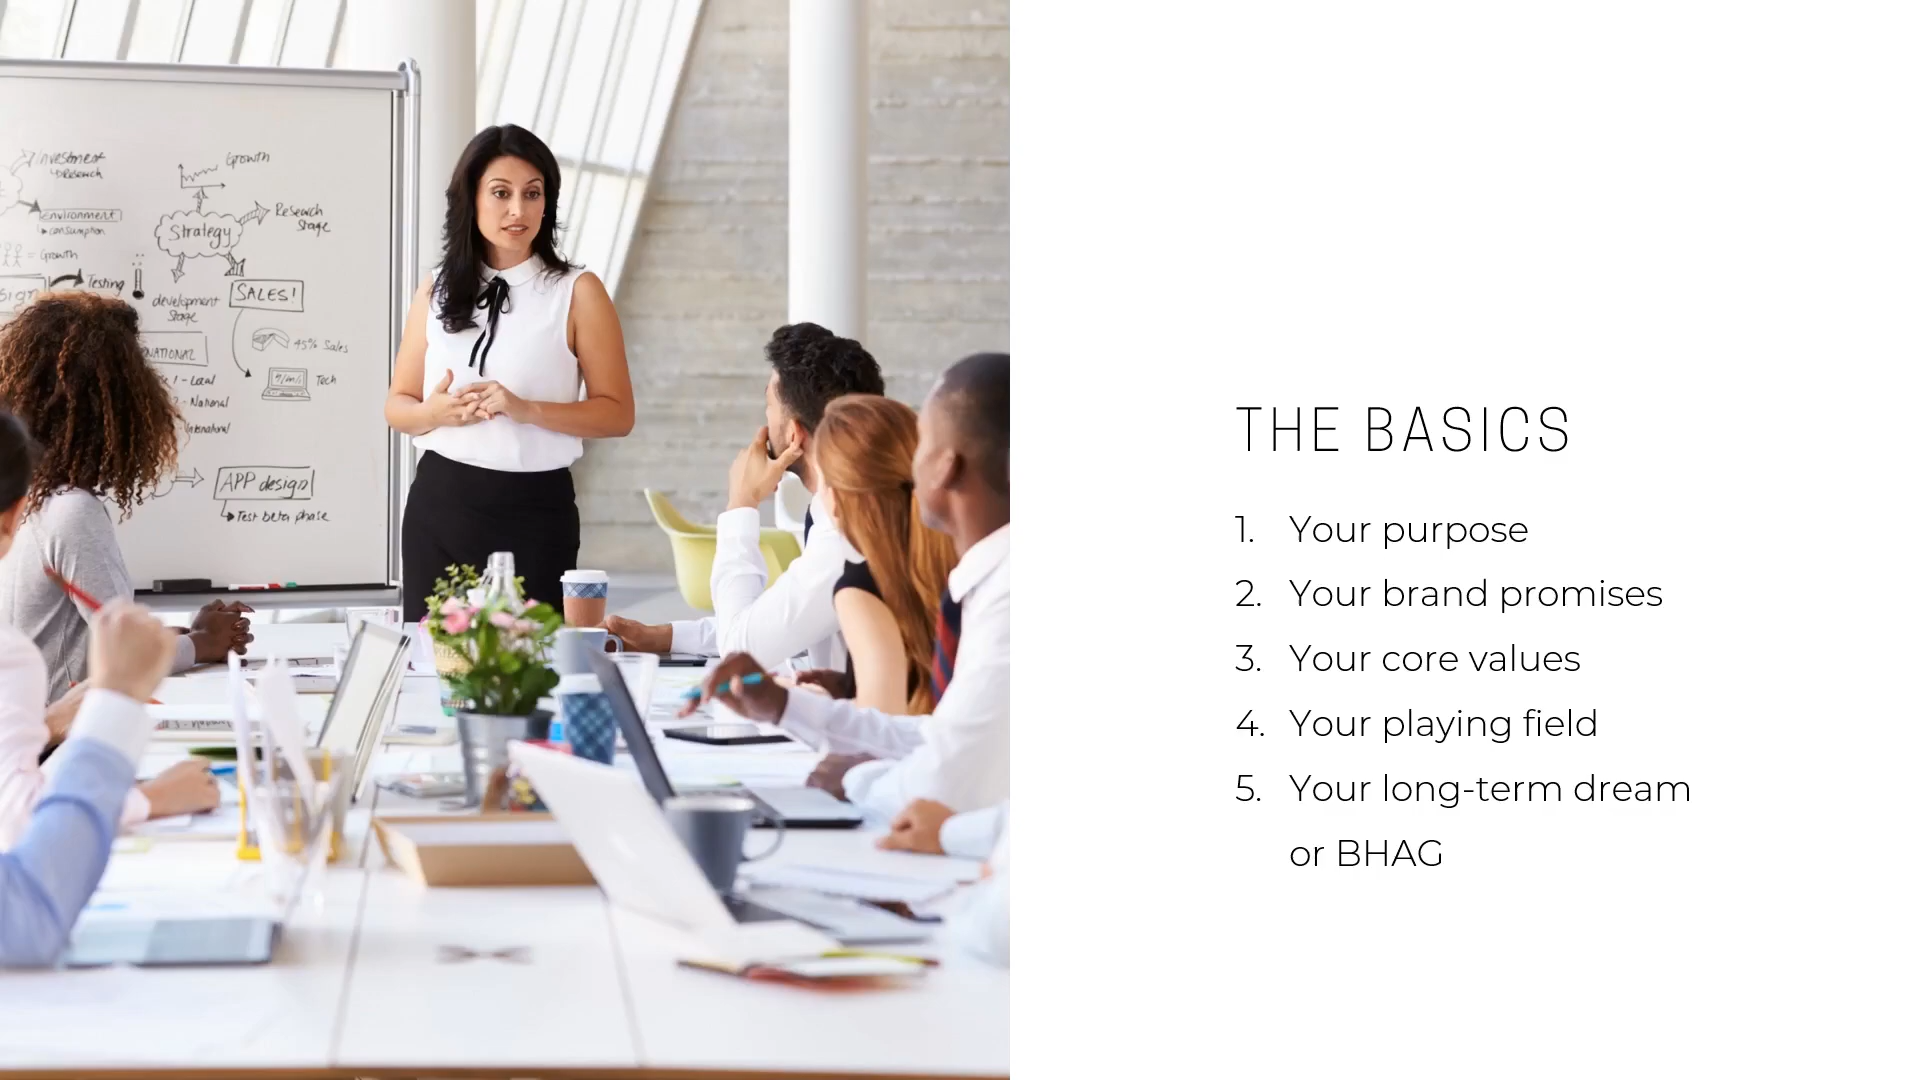 Investment
Research
Growth
Environment
consumption
Strategy
Research
Stage
= Growth
Testing
development
Stage
SALES!
45% Sales
Tech
1 - Local
- National
International
APP design
Test beta phase
THE BASICS
1. Your purpose
2. Your brand promises
3. Your core values
4. Your playing field
5. Your long-term dream
or BHAG